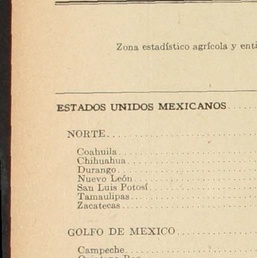 Zona estadístico agrícola y enti
ESTADOS UNIDOS MEXICANOS
NORTE
Coahuila
Chihuahua
Durango
Nuevo León
San Luis Potosí
Tamaulipas
Zacatecas
GOLFO DE MEXICO
Campeche